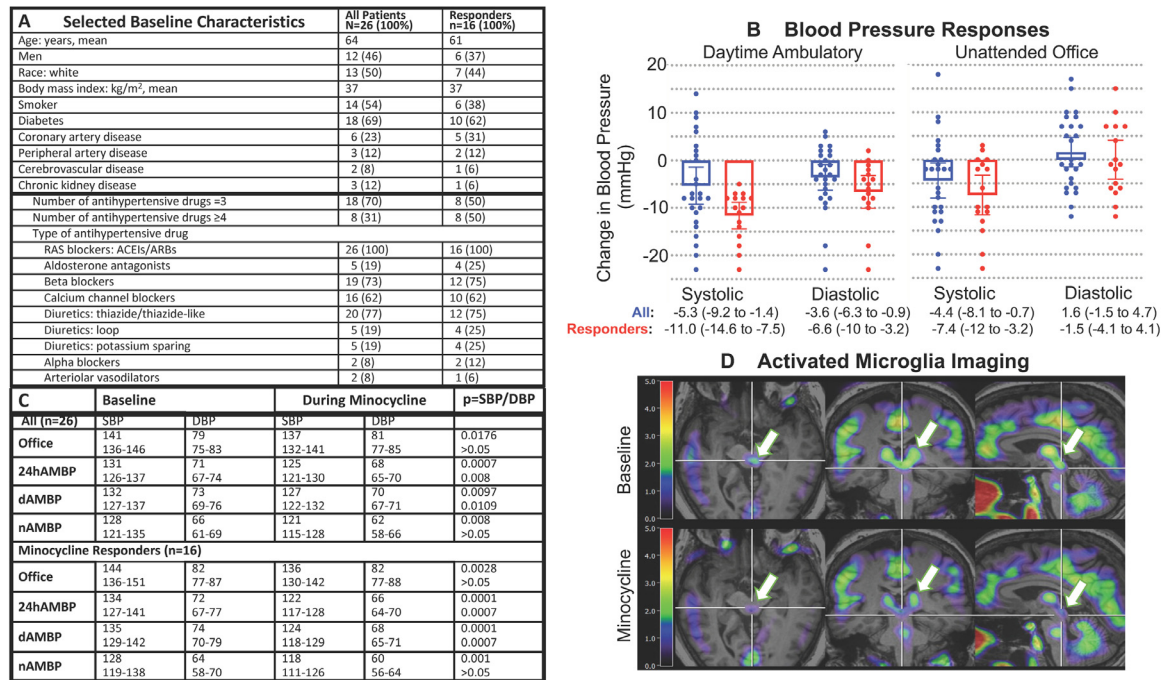 A Selected Baseline Characteristics All Patients N=26 (100%) Responders n=16 (100%)
Age: years, mean 64 61
Men 12 (46) 6 (37)
Race: white 13 (50) 7 (44)
Body mass index: kg/m², mean 37 37
Smoker 14 (54) 6 (38)
Diabetes 18 (69) 10 (62)
Coronary artery disease 6 (23) 5 (31)
Peripheral artery disease 3 (12) 2 (12)
Cerebrovascular disease 2 (8) 1 (6)
Chronic kidney disease 3 (12) 1 (6)
Number of antihypertensive drugs =3 18 (70) 8 (50)
Number of antihypertensive drugs ≥4 8 (31) 8 (50)
Type of antihypertensive drug
RAS blockers: ACEIs/ARBs 26 (100) 16 (100)
Aldosterone antagonists 5 (19) 4 (25)
Beta blockers 19 (73) 12 (75)
Calcium channel blockers 16 (62) 10 (62)
Diuretics: thiazide/thiazide-like 20 (77) 12 (75)
Diuretics: loop 5 (19) 4 (25)
Diuretics: potassium sparing 5 (19) 4 (25)
Alpha blockers 2 (8) 2 (12)
Arteriolar vasodilators 2 (8) 1 (6)
B Blood Pressure Responses
Daytime Ambulatory Unattended Office
Change in Blood Pressure
(mmHg)
20
10
0
-10
-20
Systolic Diastolic Systolic Diastolic
All: -5.3 (-9.2 to -1.4) -3.6 (-6.3 to -0.9) -4.4 (-8.1 to -0.7) 1.6 (-1.5 to 4.7)
Responders: -11.0 (-14.6 to -7.5) -6.6 (-10 to -3.2) -7.4 (-12 to -3.2) -1.5 (-4.1 to 4.1)
C Baseline During Minocycline p=SBP/DBP
All (n=26) SBP DBP SBP DBP
Office 141 79 137 81 0.0176
136-146 75-83 132-141 77-85 >0.05
24hAMBP 131 71 125 68 0.0007
126-137 67-74 121-130 65-70 0.008
dAMBP 132 73 127 70 0.0097
127-137 69-76 122-132 67-71 0.0109
nAMBP 128 66 121 62 0.008
121-135 61-69 115-128 58-66 >0.05
Minocycline Responders (n=16)
Office 144 82 136 82 0.0028
136-151 77-87 130-142 77-88 >0.05
24hAMBP 134 72 122 66 0.0001
127-141 67-77 117-128 64-70 0.0007
dAMBP 135 74 124 68 0.0001
129-142 70-79 118-129 65-71 0.0007
nAMBP 128 64 118 60 0.001
119-138 58-70 111-126 56-64 >0.05
D Activated Microglia Imaging
Baseline
5.0
4.0
3.0
2.0
1.0
0.0
Minocycline
5.0
4.0
3.0
2.0
1.0
0.0